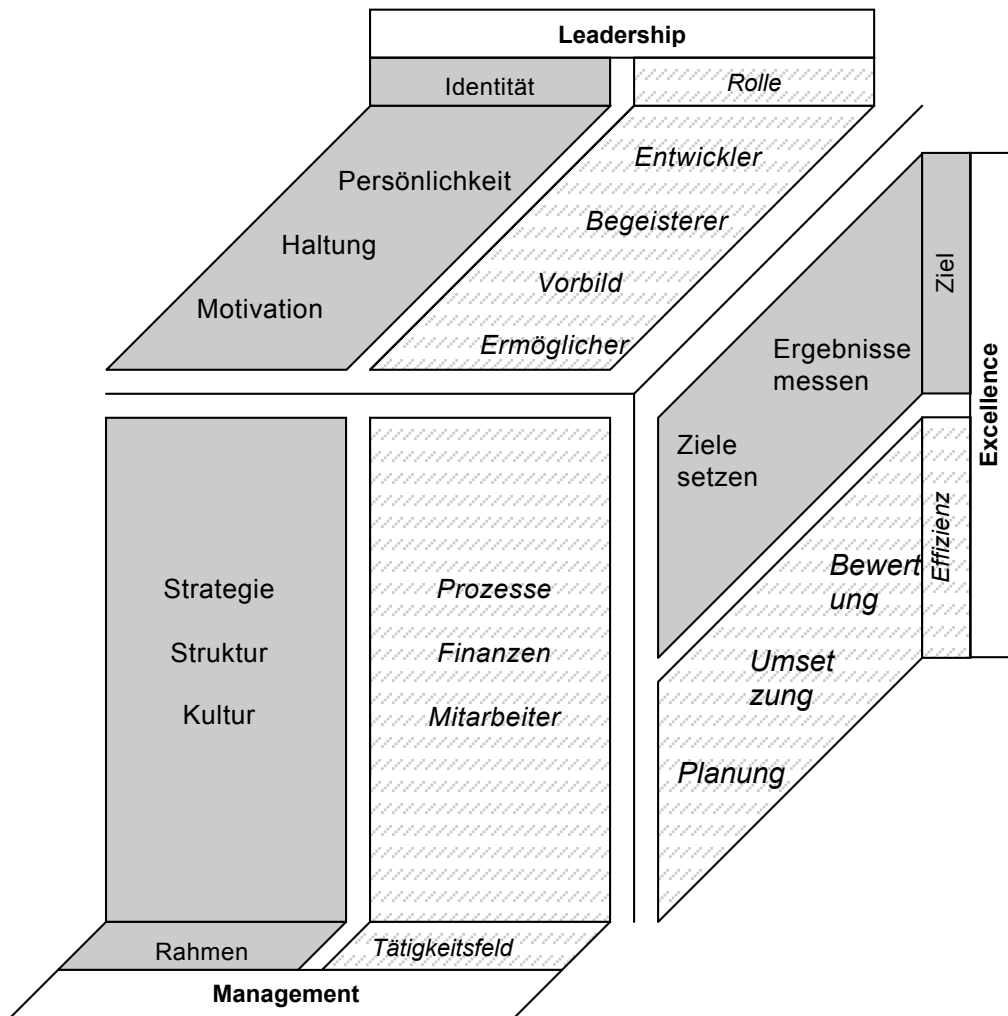 Leadership
Identität
Rolle
Persönlichkeit
Haltung
Motivation
Entwickler
Begeisterer
Vorbild
Ermöglicher
Ziel
Excellence
Ergebnisse
messen
Ziele
setzen
Effizienz
Bewert
ung
Umset
zung
Planung
Strategie
Struktur
Kultur
Prozesse
Finanzen
Mitarbeiter
Rahmen
Tätigkeitsfeld
Management